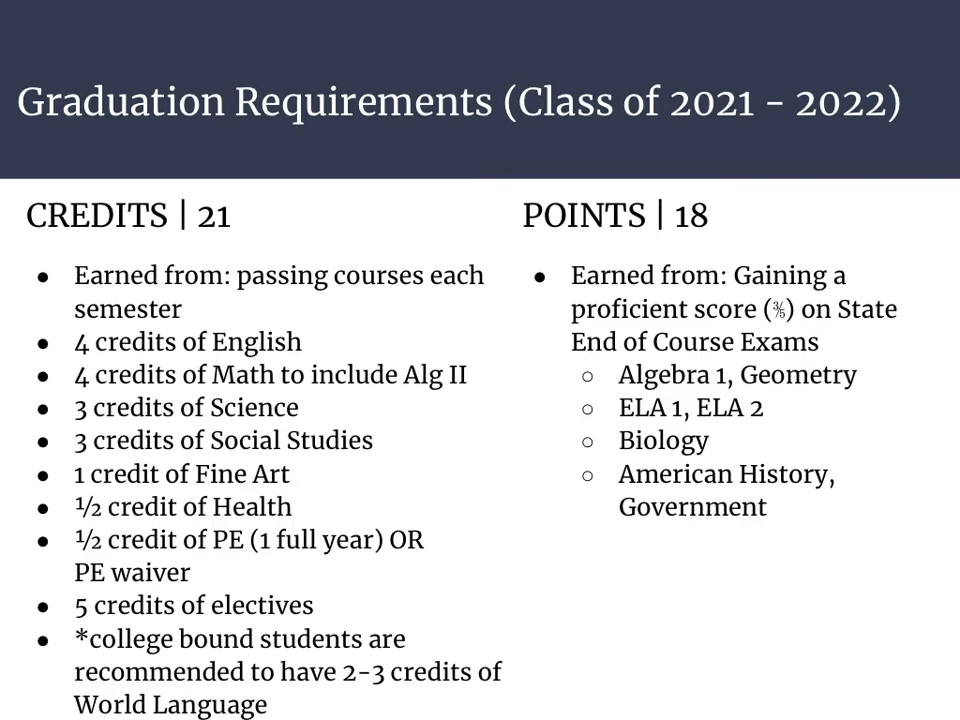 Graduation Requirements (Class of 2021 - 2022)
CREDITS | 21
● Earned from: passing courses each
semester
● 4 credits of English
● 4 credits of Math to include Alg II
● 3 credits of Science
● 3 credits of Social Studies
● 1 credit of Fine Art
● ½ credit of Health
● ½ credit of PE (1 full year) OR
PE waiver
● 5 credits of electives
● *college bound students are
recommended to have 2-3 credits of
World Language
POINTS | 18
● Earned from: Gaining a
proficient score (⅗) on State
End of Course Exams
○ Algebra 1, Geometry
○ ELA 1, ELA 2
○ Biology
○ American History,
Government